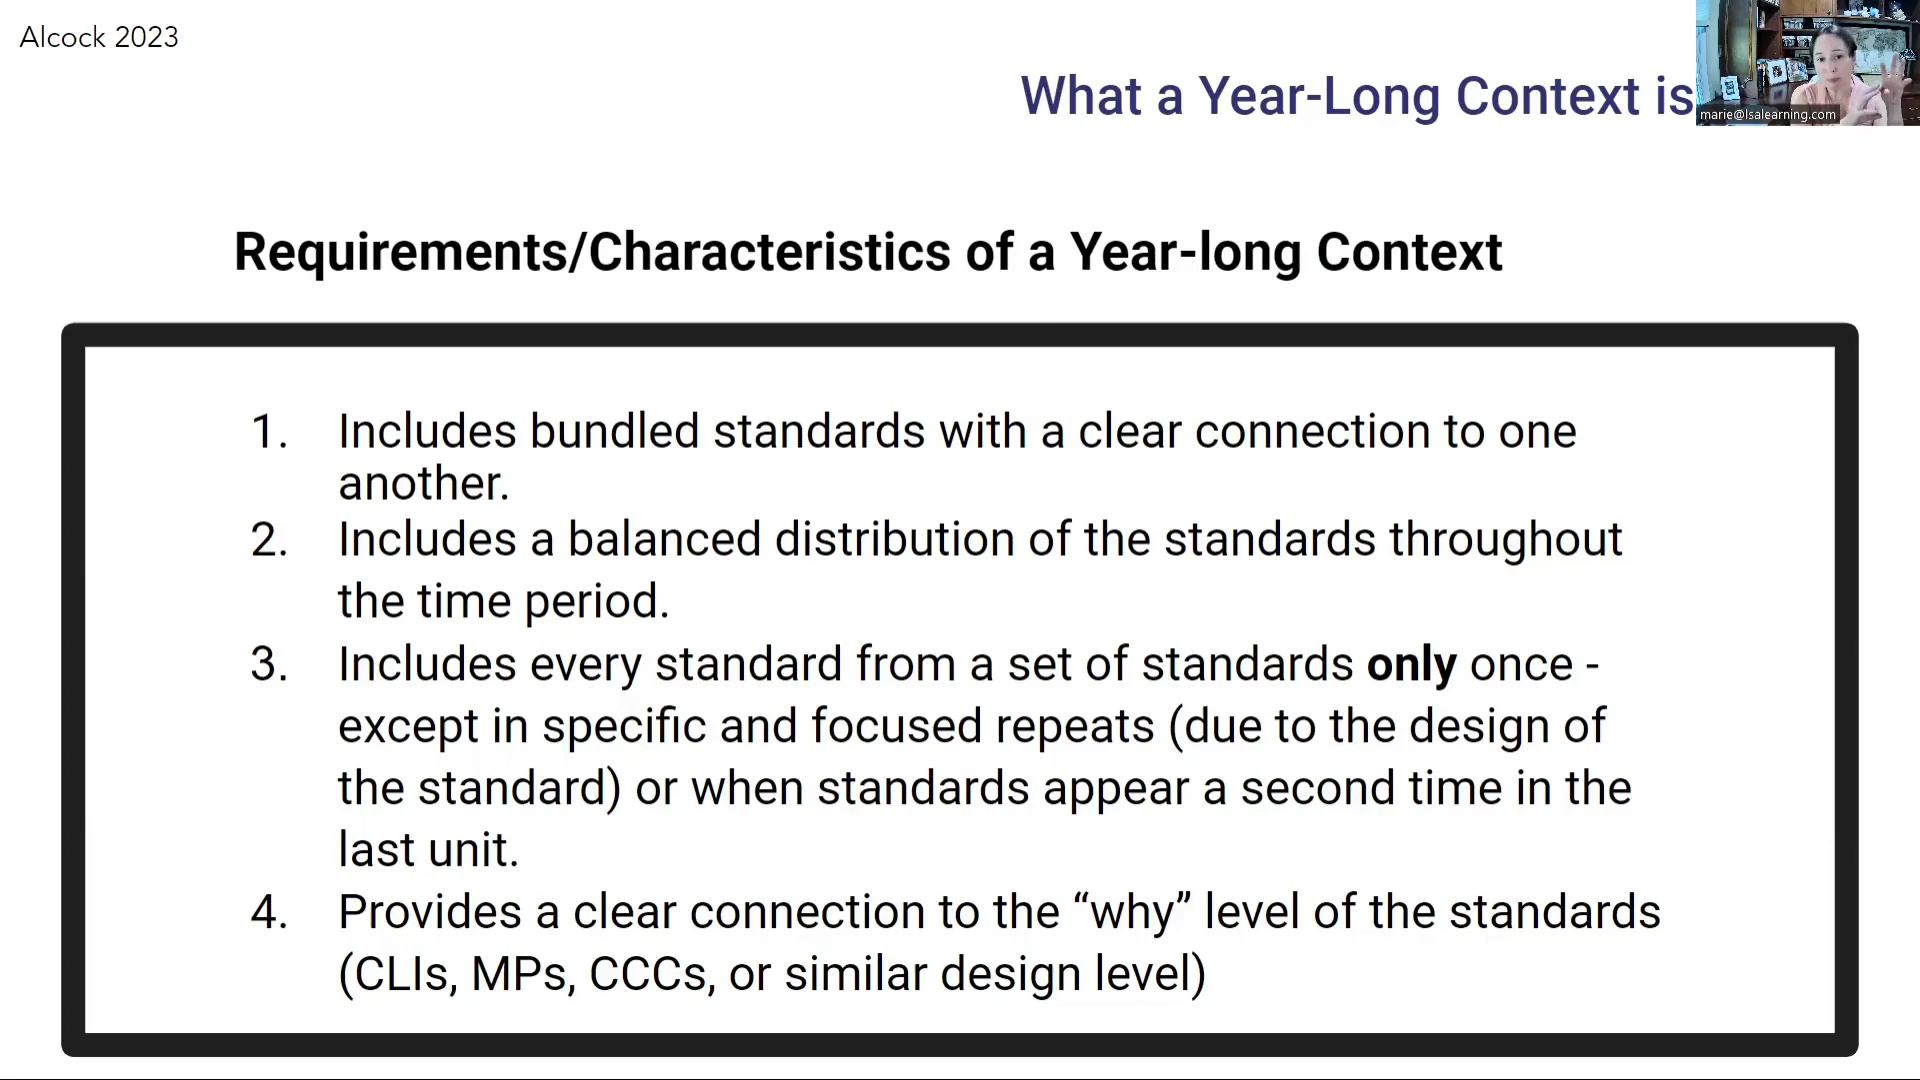 Alcock 2023
What a Year-Long Context is
marie@lsalearning.com
Requirements/Characteristics of a Year-long Context
1. Includes bundled standards with a clear connection to one
another.
2. Includes a balanced distribution of the standards throughout
the time period.
3. Includes every standard from a set of standards only once -
except in specific and focused repeats (due to the design of
the standard) or when standards appear a second time in the
last unit.
4. Provides a clear connection to the “why” level of the standards
(CLIs, MPs, CCCs, or similar design level)